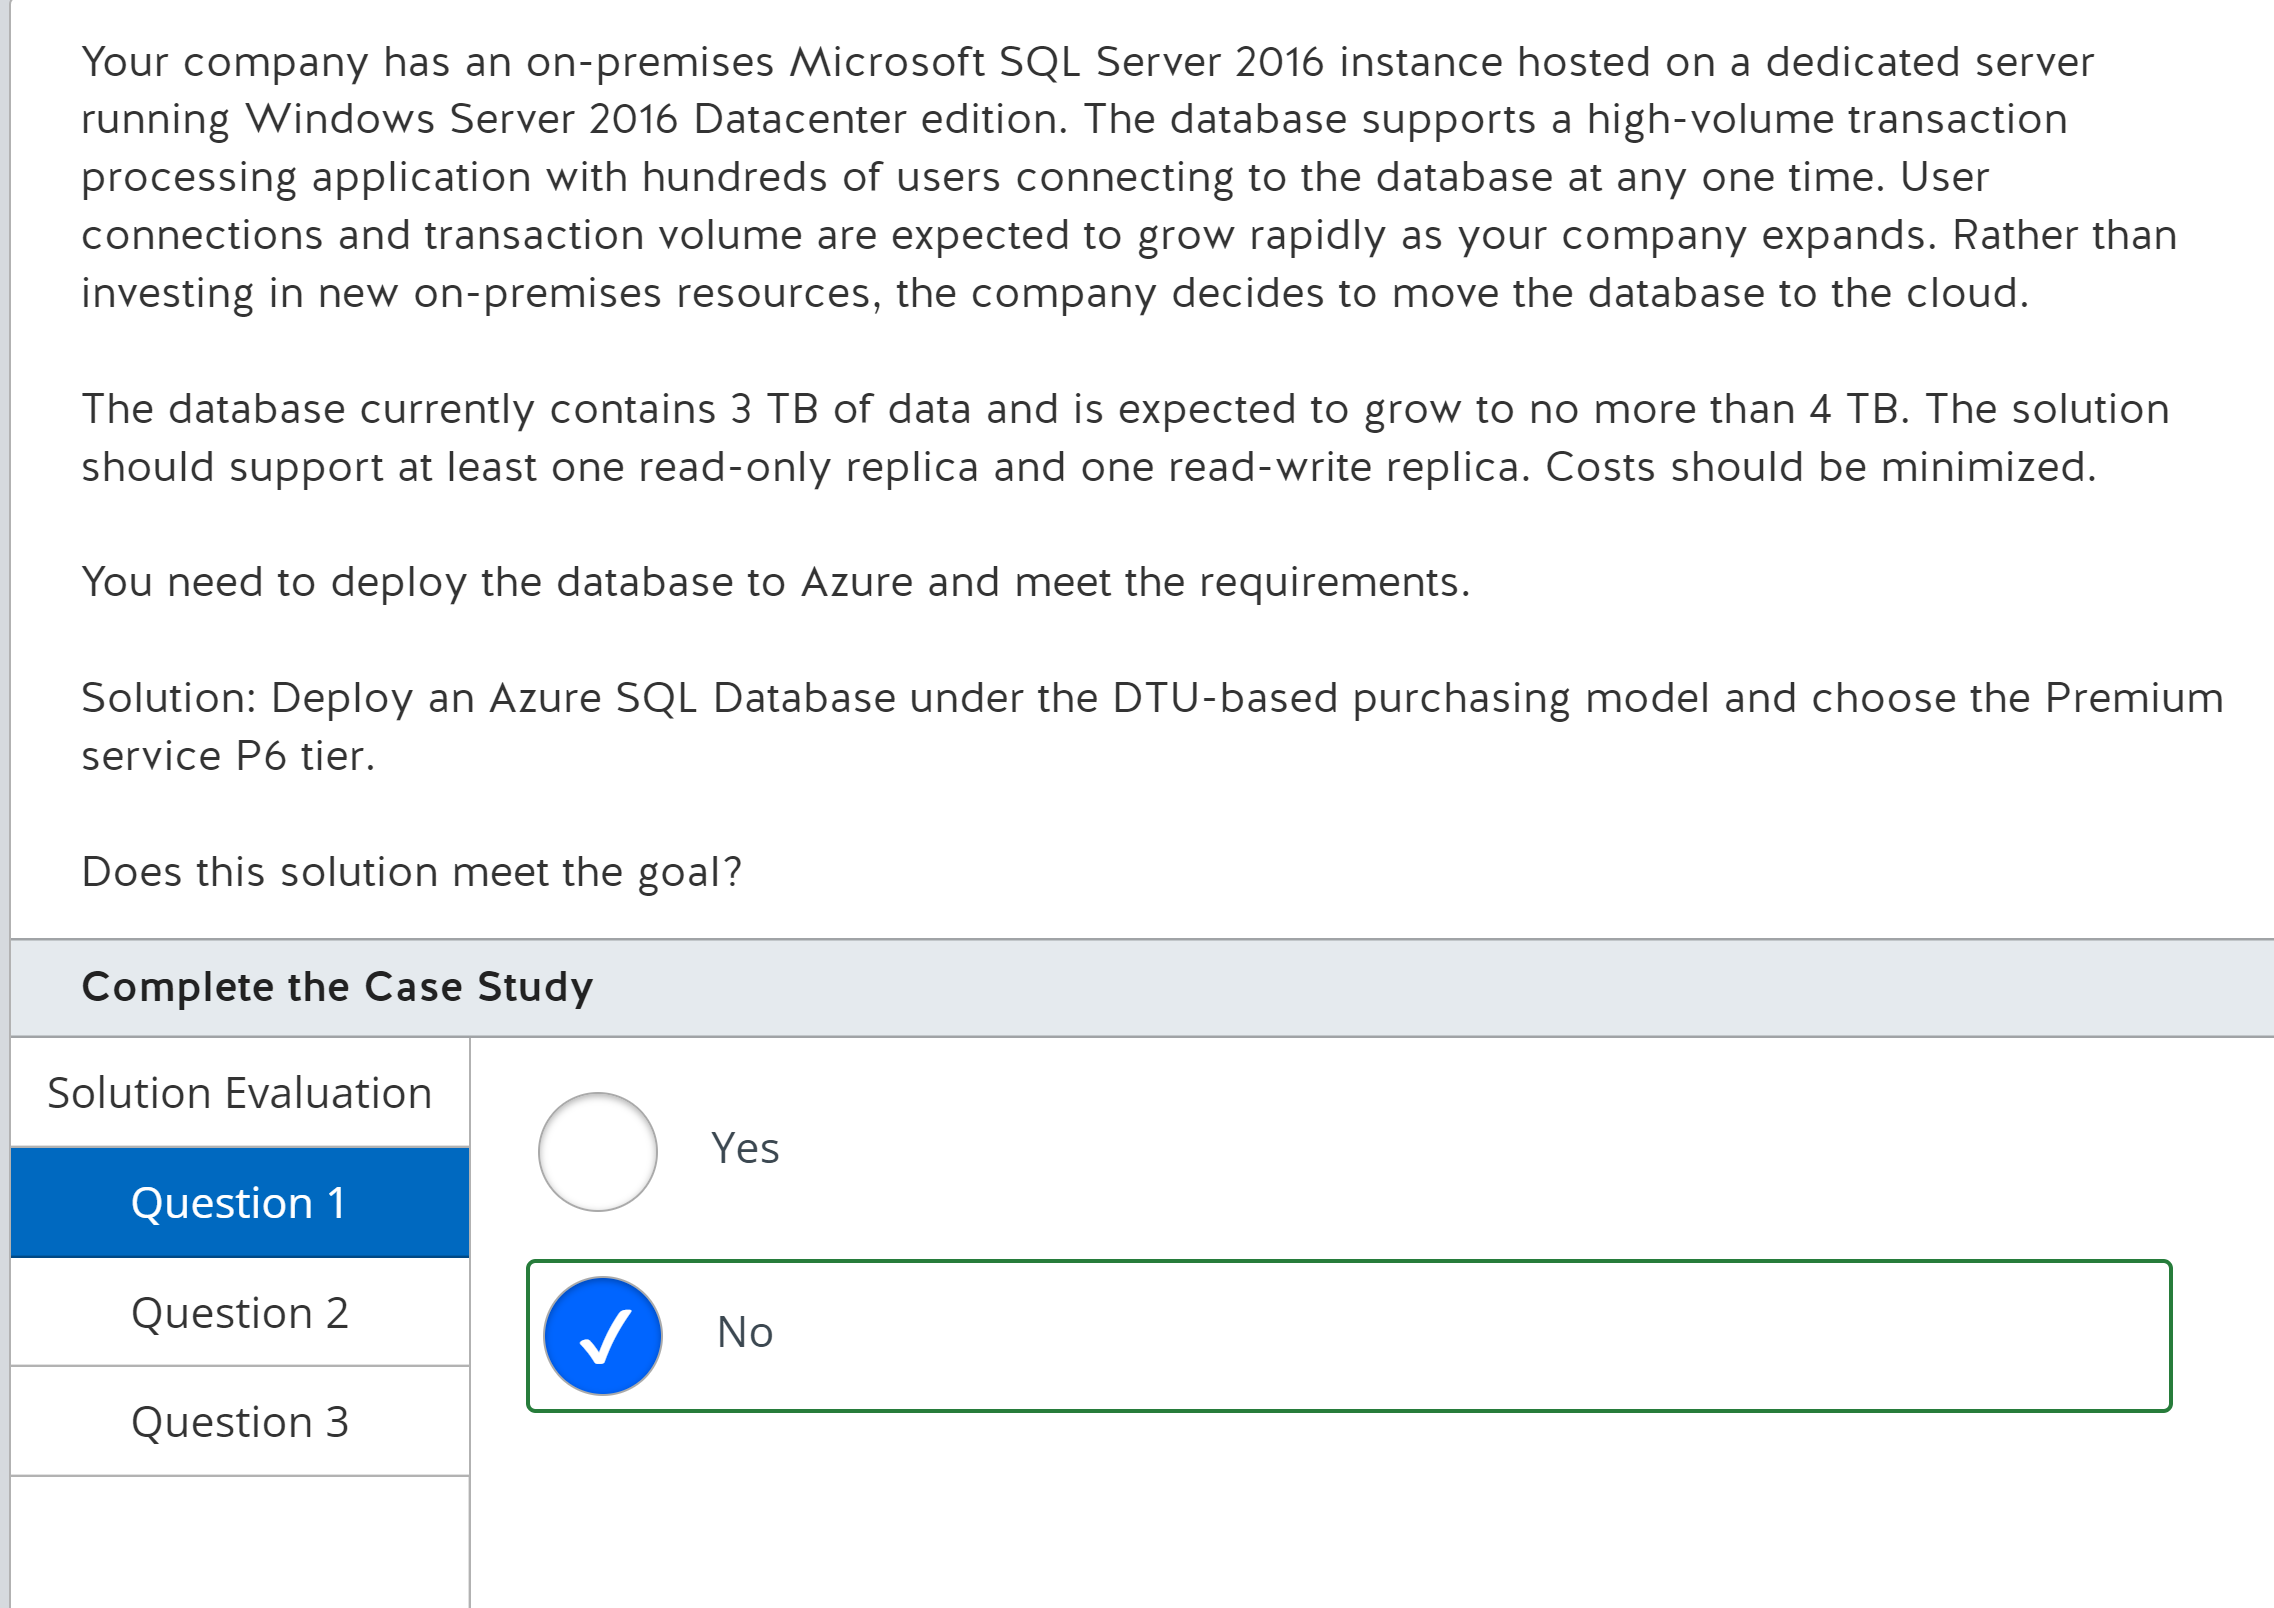 Your company has an on-premises Microsoft SQL Server 2016 instance hosted on a dedicated server
running Windows Server 2016 Datacenter edition. The database supports a high-volume transaction
processing application with hundreds of users connecting to the database at any one time. User
connections and transaction volume are expected to grow rapidly as your company expands. Rather than
investing in new on-premises resources, the company decides to move the database to the cloud.
The database currently contains 3 TB of data and is expected to grow to no more than 4 TB. The solution
should support at least one read-only replica and one read-write replica. Costs should be minimized.
You need to deploy the database to Azure and meet the requirements.
Solution: Deploy an Azure SQL Database under the DTU-based purchasing model and choose the Premium
service P6 tier.
Does this solution meet the goal?
Complete the Case Study
Solution Evaluation
Question 1
Question 2
Question 3
Yes
No